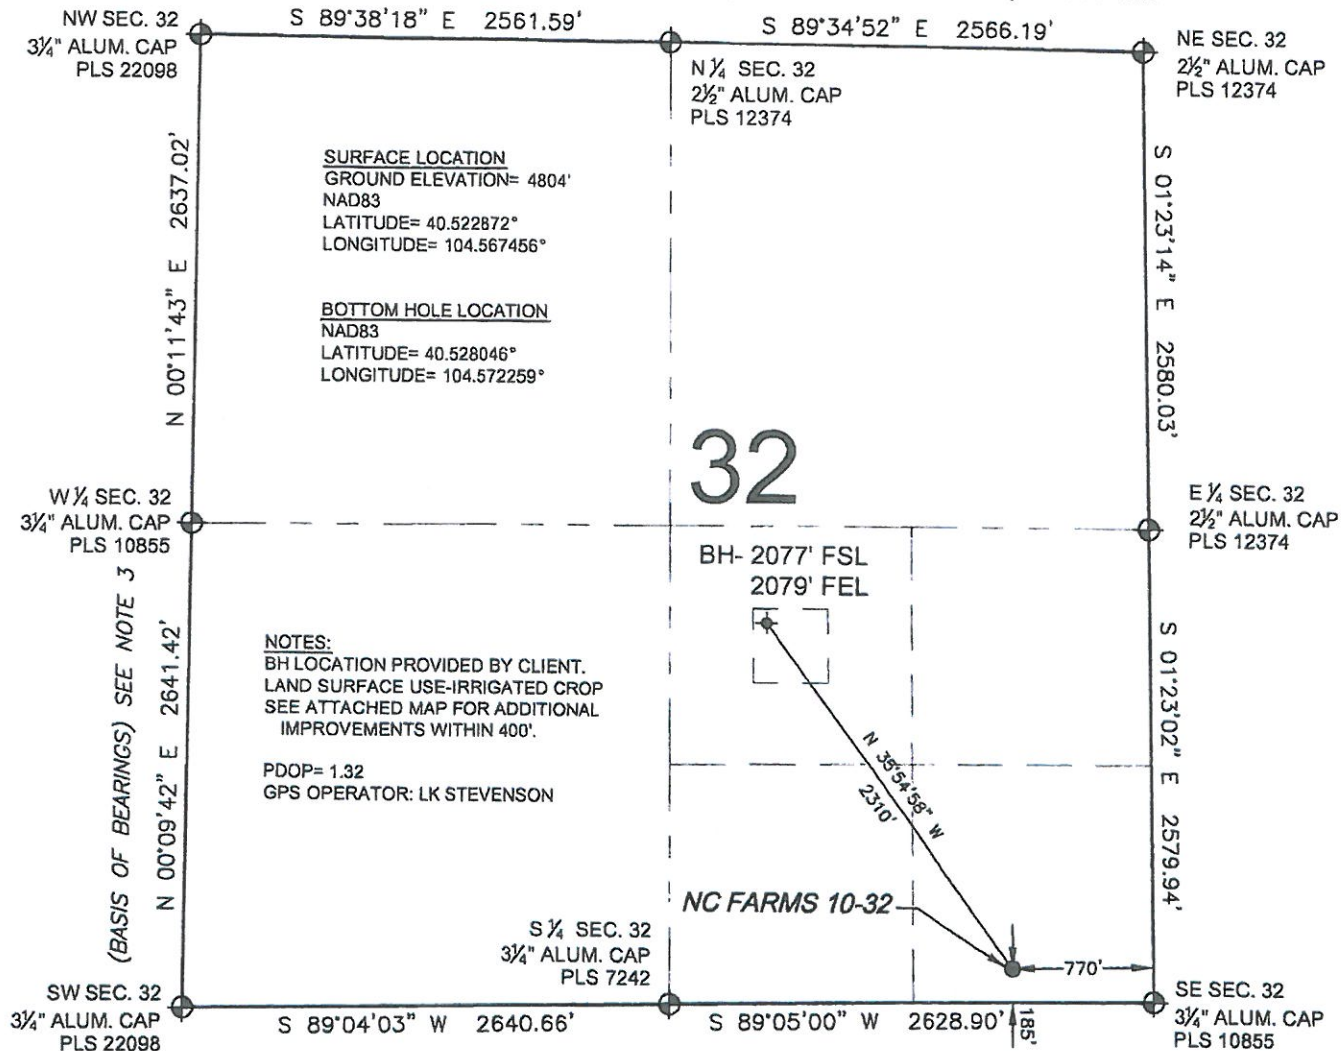 NW SEC. 32
3¼" ALUM. CAP
PLS 22098
S 89°38'18" E 2561.59'
S 89°34'52" E 2566.19'
NE SEC. 32
2½" ALUM. CAP
PLS 12374
N ¼ SEC. 32
2½" ALUM. CAP
PLS 12374
N 00°11'43" E 2637.02'
SURFACE LOCATION
GROUND ELEVATION= 4804'
NAD83
LATITUDE= 40.522872°
LONGITUDE= 104.567456°
BOTTOM HOLE LOCATION
NAD83
LATITUDE= 40.528046°
LONGITUDE= 104.572259°
S 01°23'14" E 2580.03'
32
W ¼ SEC. 32
3¼" ALUM. CAP
PLS 10855
E ¼ SEC. 32
2½" ALUM. CAP
PLS 12374
BH- 2077' FSL
2079' FEL
(BASIS OF BEARINGS) SEE NOTE 3
N 00°09'42" E 2641.42'
NOTES:
BH LOCATION PROVIDED BY CLIENT.
LAND SURFACE USE-IRRIGATED CROP
SEE ATTACHED MAP FOR ADDITIONAL
IMPROVEMENTS WITHIN 400'.
PDOP= 1.32
GPS OPERATOR: LK STEVENSON
N 35°54'58" W
2310'
S 01°23'02" E 2579.94'
NC FARMS 10-32
S ¼ SEC. 32
3¼" ALUM. CAP
PLS 7242
770'
SW SEC. 32
3¼" ALUM. CAP
PLS 22098
S 89°04'03" W 2640.66'
S 89°05'00" W 2628.90'
185'
SE SEC. 32
3¼" ALUM. CAP
PLS 10855